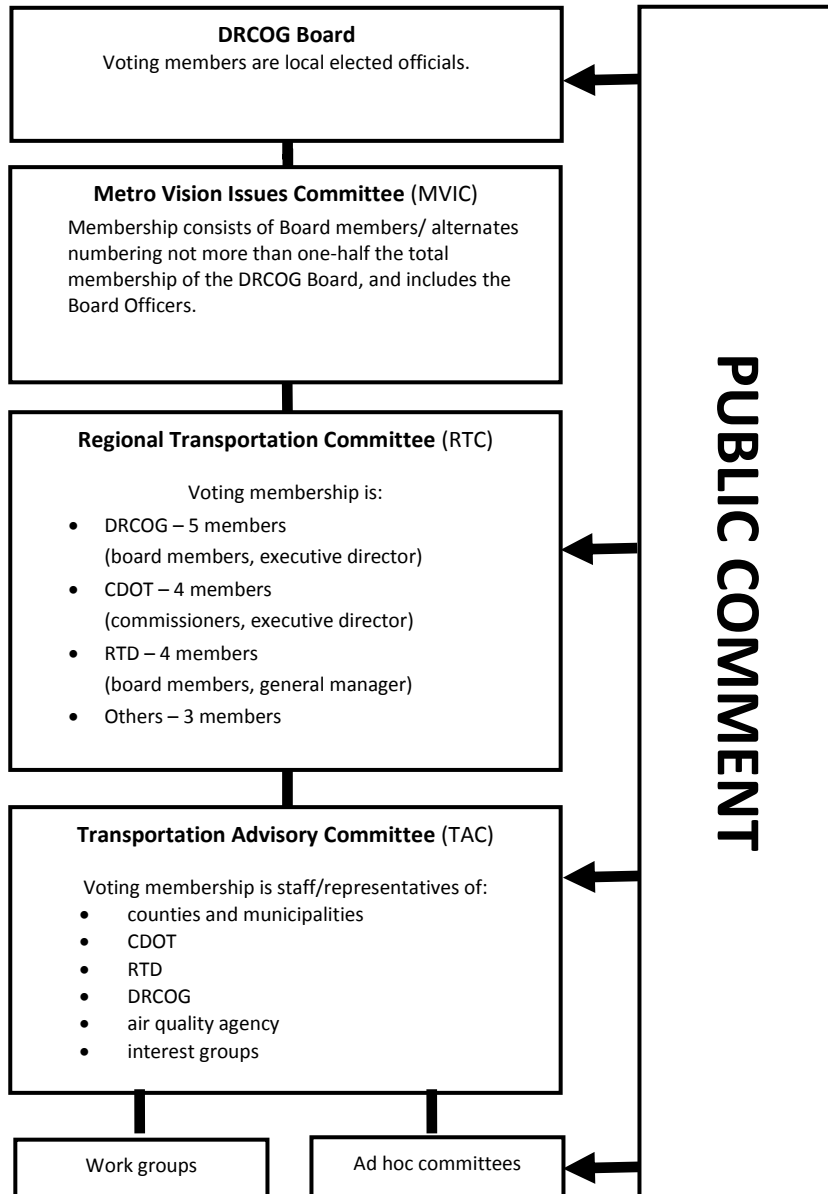 DRCOG Board
Voting members are local elected officials.
Metro Vision Issues Committee (MVIC)
Membership consists of Board members/ alternates
numbering not more than one-half the total
membership of the DRCOG Board, and includes the
Board Officers.
Regional Transportation Committee (RTC)
Voting membership is:
• DRCOG – 5 members
(board members, executive director)
• CDOT – 4 members
(commissioners, executive director)
• RTD – 4 members
(board members, general manager)
• Others – 3 members
Transportation Advisory Committee (TAC)
Voting membership is staff/representatives of:
• counties and municipalities
• CDOT
• RTD
• DRCOG
• air quality agency
• interest groups
Work groups
Ad hoc committees
PUBLIC COMMENT